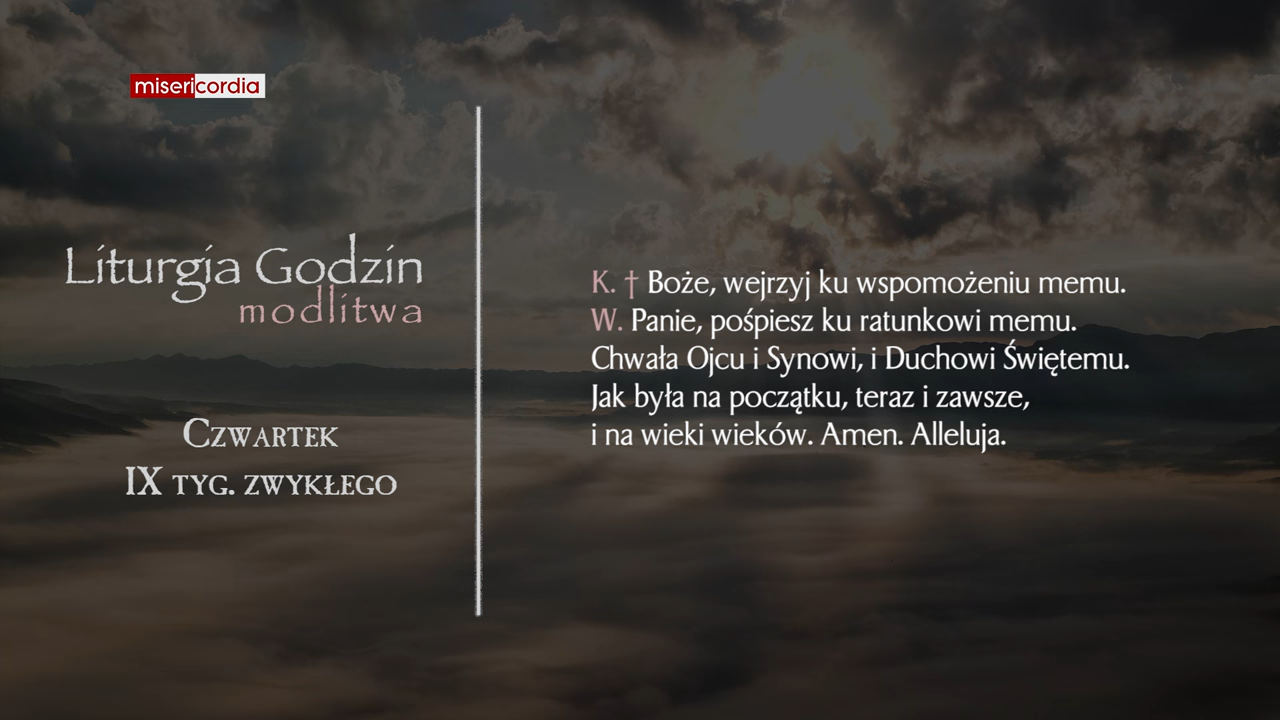 misericordia
Liturgia Godzin
modlitwa
Czwartek
IX tyg. zwykłego
K. † Boże, wejrzyj ku wspomożeniu memu.
W. Panie, pośpiesz ku ratunkowi memu.
Chwała Ojcu i Synowi, i Duchowi Świętemu.
Jak była na początku, teraz i zawsze,
i na wieki wieków. Amen. Alleluja.